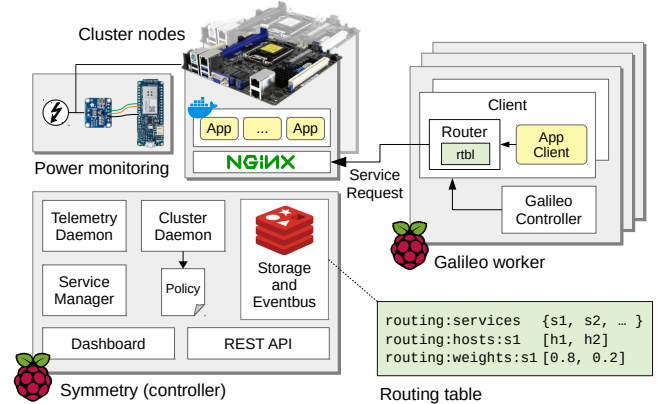 Cluster nodes
Power monitoring
App
...
App
NGINX
Service
Request
Client
Router
rtbl
App
Client
Galileo
Controller
Galileo worker
Telemetry
Daemon
Cluster
Daemon
Service
Manager
Policy
Storage
and
Eventbus
Dashboard
REST API
Symmetry (controller)
routing:services {s1, s2, … }
routing:hosts:s1 [h1, h2]
routing:weights:s1 [0.8, 0.2]
Routing table